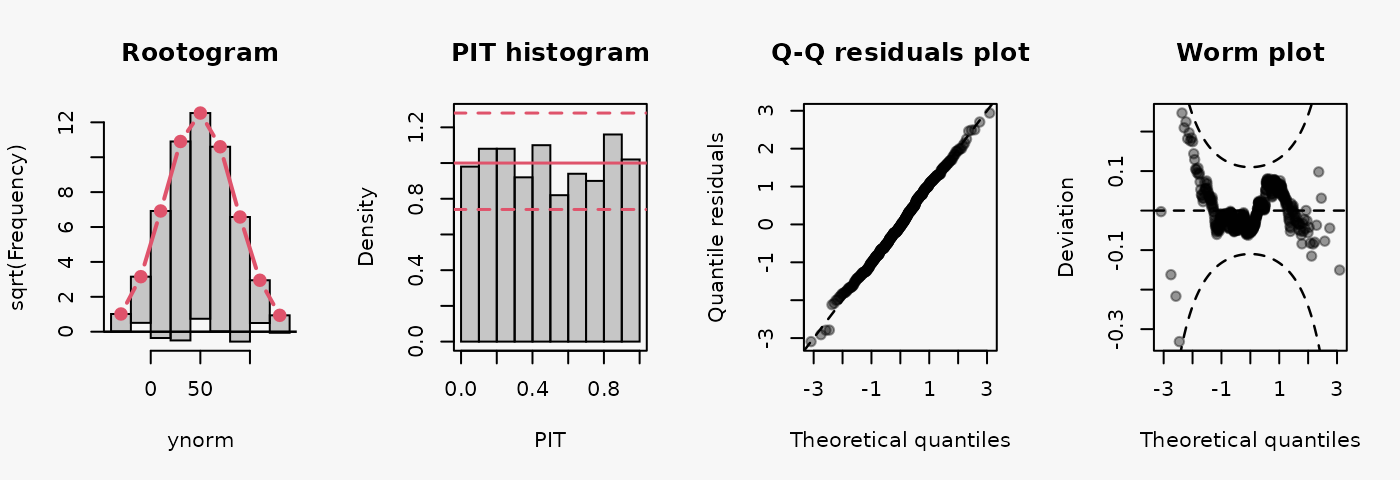 Rootogram
sqrt(Frequency)
12
8
6
4
2
0
0 50
ynorm
PIT histogram
Density
1.2
0.8
0.4
0.0
0.0 0.4 0.8
PIT
Q-Q residuals plot
Quantile residuals
3
2
1
0
-1
-3
-3 -1 1 3
Theoretical quantiles
Worm plot
Deviation
0.1
-0.1
-0.3
-3 -1 1 3
Theoretical quantiles